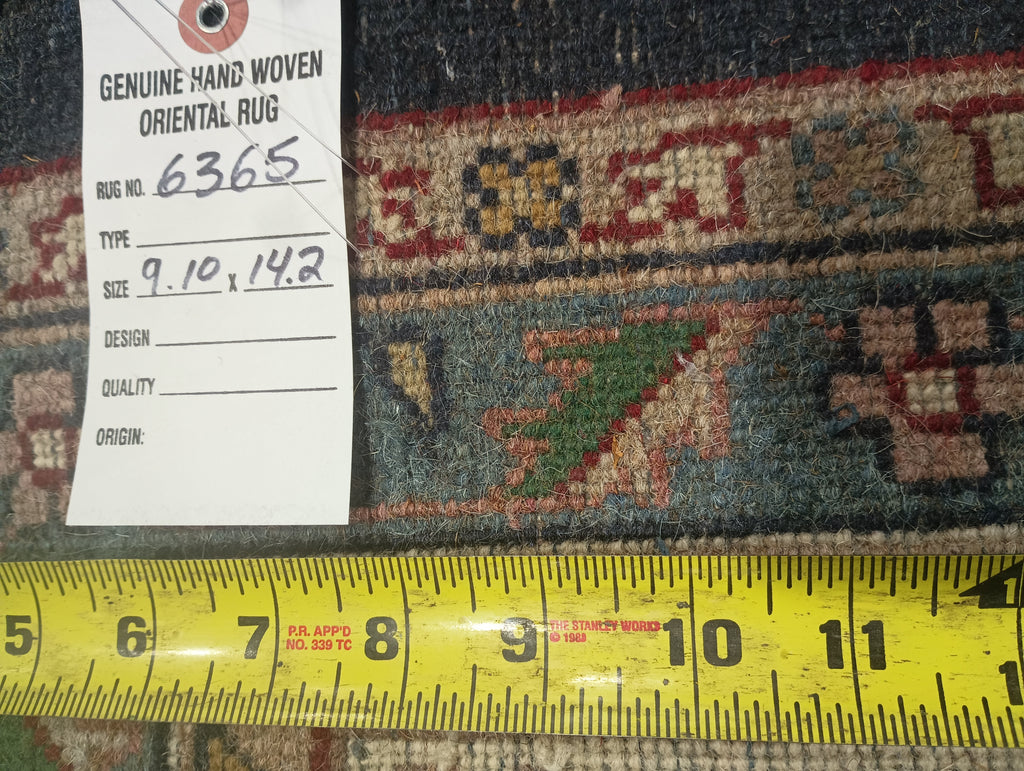 GENUINE HAND WOVEN
ORIENTAL RUG
RUG NO. 6365
TYPE
SIZE 9.10 x 14.2
DESIGN
QUALITY
ORIGIN:
5 6 7 P.R. APP'D 8 9 THE STANLEY WORKS 10 11
NO. 339 TC © 1989